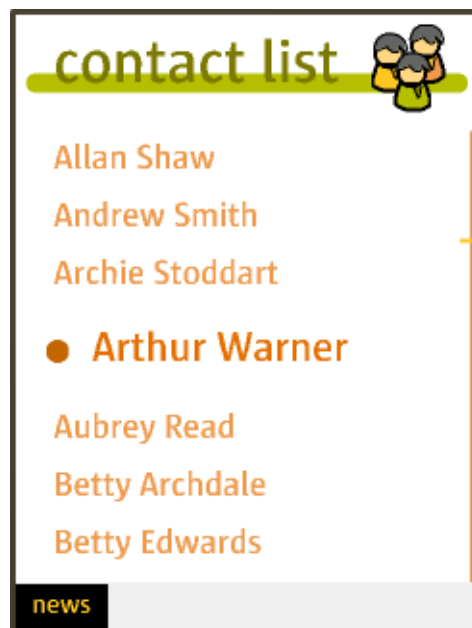 contact list
Allan Shaw
Andrew Smith
Archie Stoddart
Arthur Warner
Aubrey Read
Betty Archdale
Betty Edwards
news